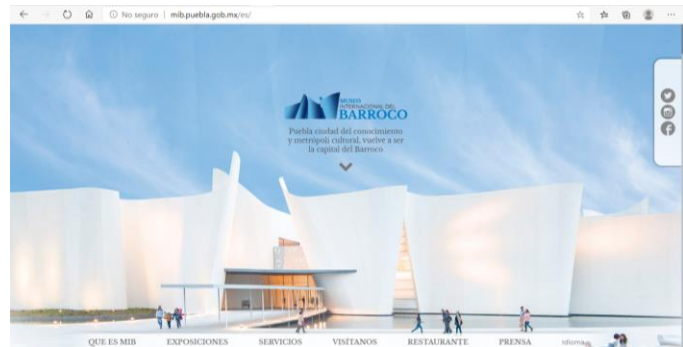 No seguro | mib.puebla.gob.mx/es/
MUSEO
INTERNACIONAL DEL
BARROCO
Puebla ciudad del conocimiento
y metrópoli cultural, vuelve a ser
la capital del Barroco
QUE ES MIB EXPOSICIONES SERVICIOS VISÍTANOS RESTAURANTE PRENSA idioma